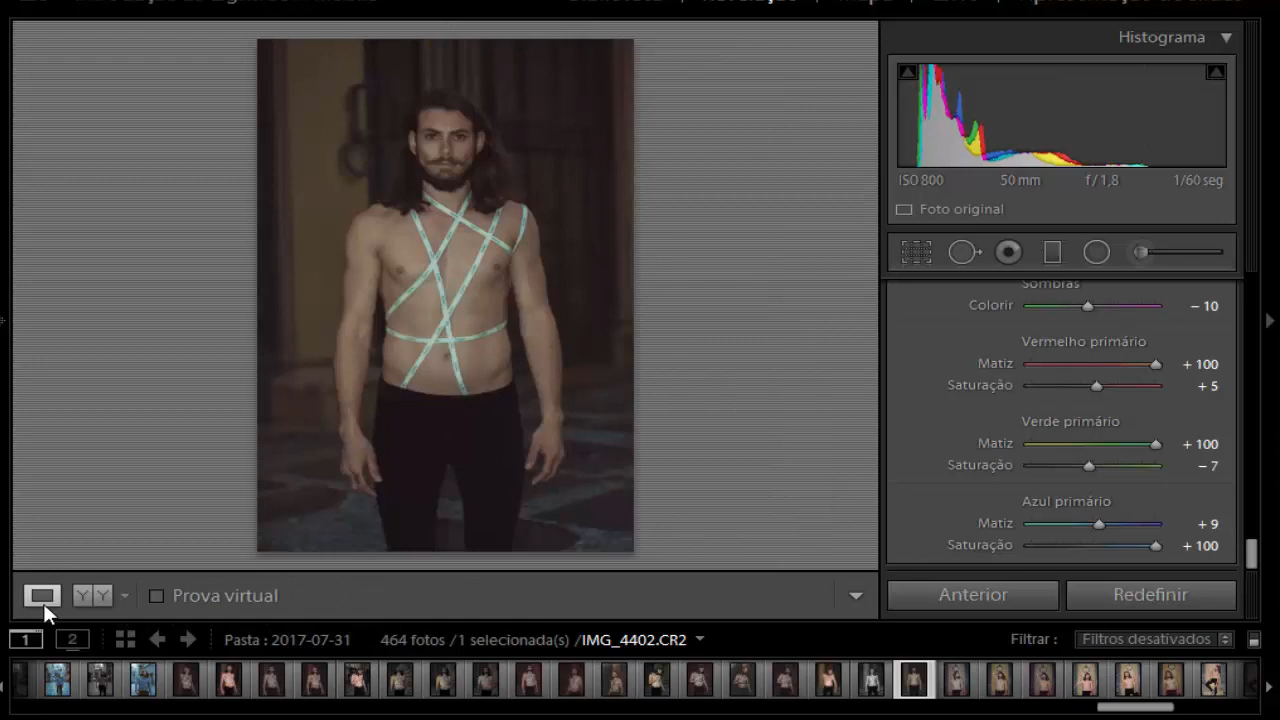 Histograma
ISO 800 50 mm f / 1,8 1/60 seg
Foto original
Sombras
Colorir - 10
Vermelho primário
Matiz + 100
Saturação + 5
Verde primário
Matiz + 100
Saturação - 7
Azul primário
Matiz + 9
Saturação + 100
Y Y Prova virtual
Anterior Redefinir
1 2 Pasta : 2017-07-31 464 fotos /1 selecionada(s) /IMG_4402.CR2 Filtrar : Filtros desativados